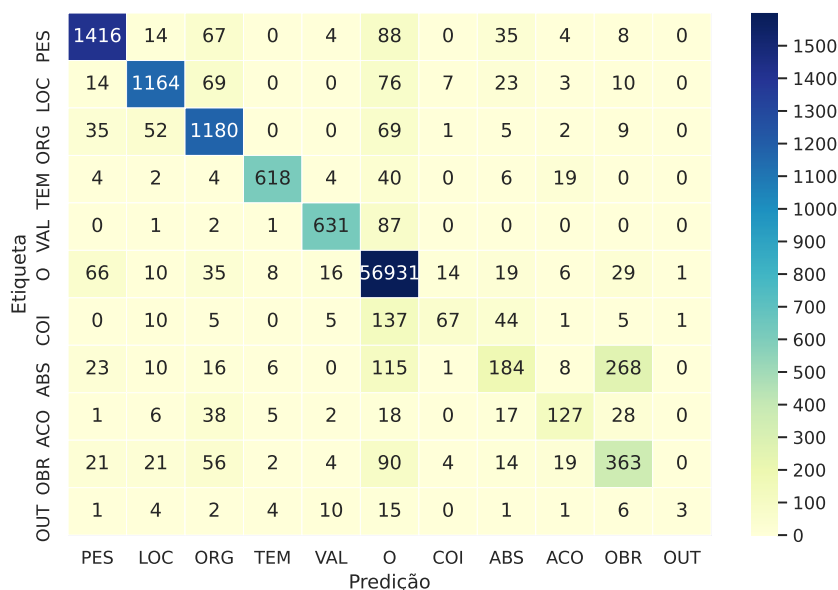 PES 1416 14 67 0 4 88 0 35 4 8 0
LOC 14 1164 69 0 0 76 7 23 3 10 0
ORG 35 52 1180 0 0 69 1 5 2 9 0
TEM 4 2 4 618 4 40 0 6 19 0 0
VAL 0 1 2 1 631 87 0 0 0 0 0
O 66 10 35 8 16 56931 14 19 6 29 1
COI 0 10 5 0 5 137 67 44 1 5 1
ABS 23 10 16 6 0 115 1 184 8 268 0
ACO 1 6 38 5 2 18 0 17 127 28 0
OBR 21 21 56 2 4 90 4 14 19 363 0
OUT 1 4 2 4 10 15 0 1 1 6 3
PES LOC ORG TEM VAL O COI ABS ACO OBR OUT
Predição
Etiqueta
1500
1400
1300
1200
1100
1000
900
800
700
600
500
400
300
200
100
0